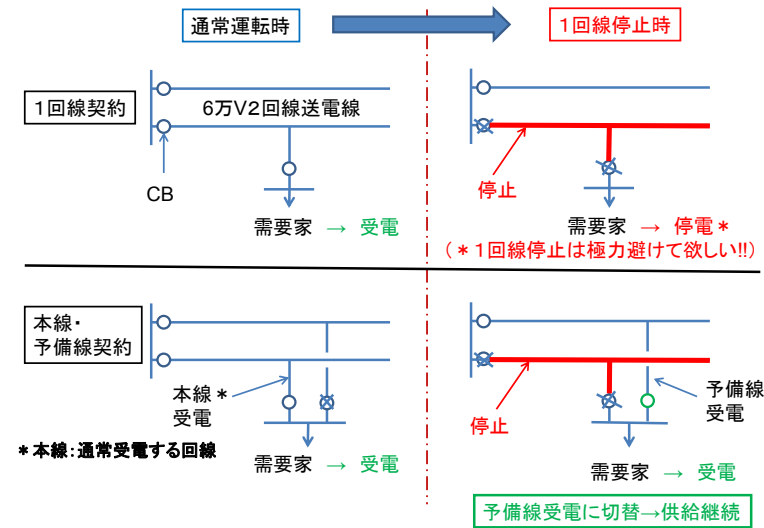 通常運転時
1回線停止時
1回線契約
6万V2回線送電線
CB
停止
需要家 → 受電
需要家 → 停電*
(*1回線停止は極力避けて欲しい!!)
本線・
予備線契約
本線*
受電
予備線
受電
停止
*本線:通常受電する回線
需要家 → 受電
需要家 → 受電
予備線受電に切替→供給継続